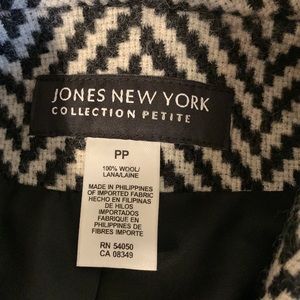 JONES NEW YORK
COLLECTION PETITE
PP
100% WOOL/
LANA/LAINE
MADE IN PHILIPPINES
OF IMPORTED FABRIC
HECHO EN FILIPINAS
DE HILOS
IMPORTADOS
FABRIQUE EN
PHILIPPINES DE
FIBRES IMPORTE
RN 54050
CA 08349